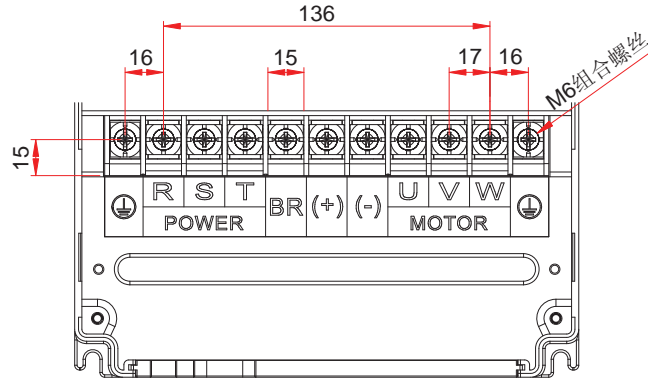 136
16 15 17 16
M6组合螺丝
15
R S T BR (+) (-) U V W
POWER MOTOR